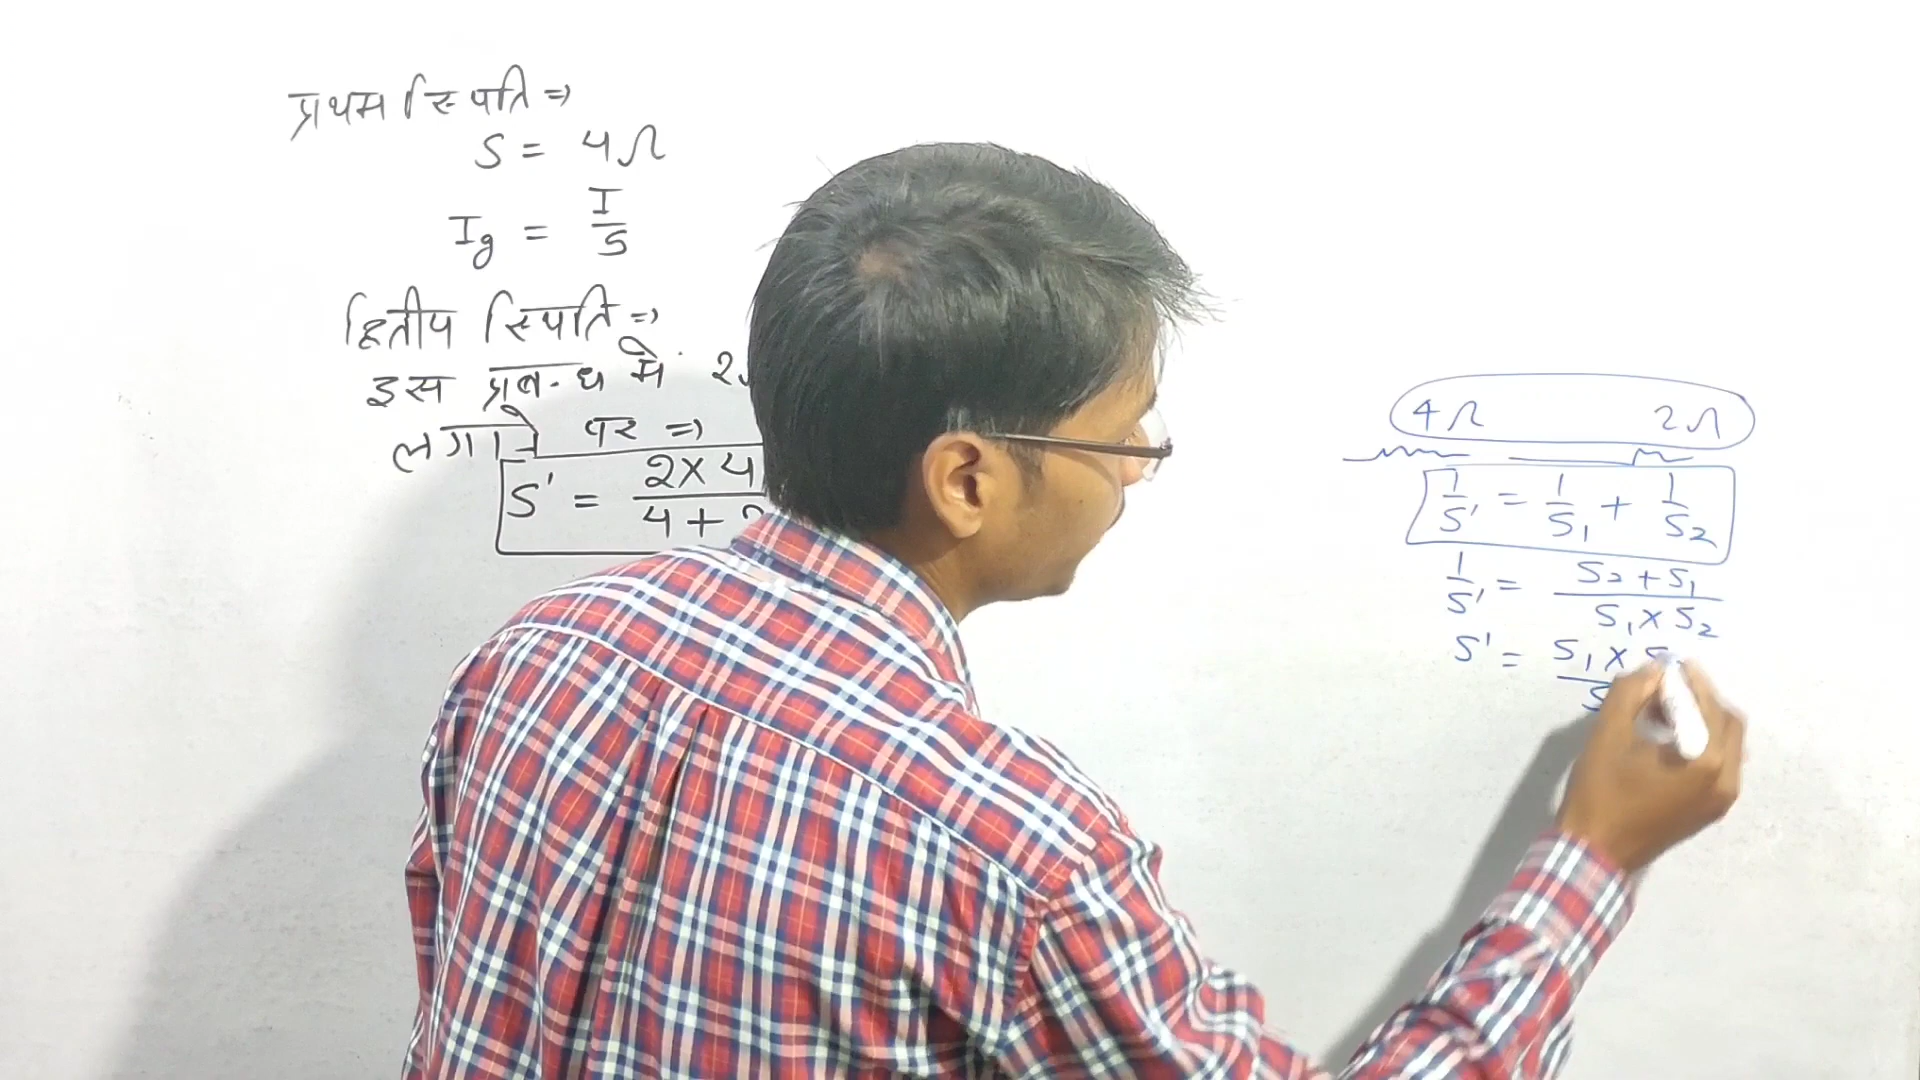 प्रथम स्थिति ⇒
S = 4Ω
Ig = I/5
द्वितीय स्थिति ⇒
इस प्रबन्ध में 2
लगाने पर ⇒
S' = 2×4 / 4+
4Ω 2Ω
1/S' = 1/S₁ + 1/S₂
1/S' = S₂+S₁ / S₁×S₂
S' = S₁×S / S